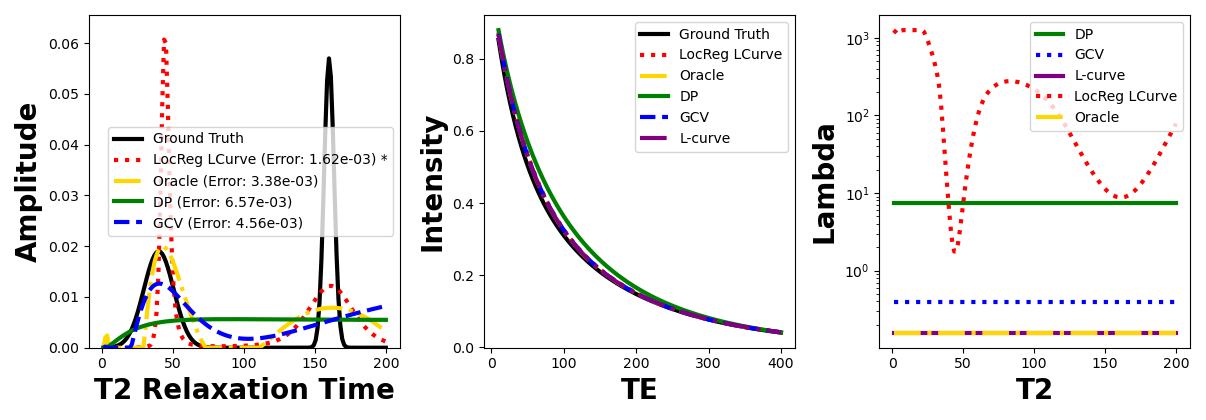 Amplitude
0.06
0.05
0.04
0.03
0.02
0.01
0.00
0
50
100
150
200
T2 Relaxation Time
Ground Truth
LocReg LCurve (Error: 1.62e-03) *
Oracle (Error: 3.38e-03)
DP (Error: 6.57e-03)
GCV (Error: 4.56e-03)
Intensity
0.8
0.6
0.4
0.2
0.0
0
100
200
300
400
TE
Ground Truth
LocReg LCurve
Oracle
DP
GCV
L-curve
Lambda
10³
10²
10¹
10⁰
0
50
100
150
200
T2
DP
GCV
L-curve
LocReg LCurve
Oracle